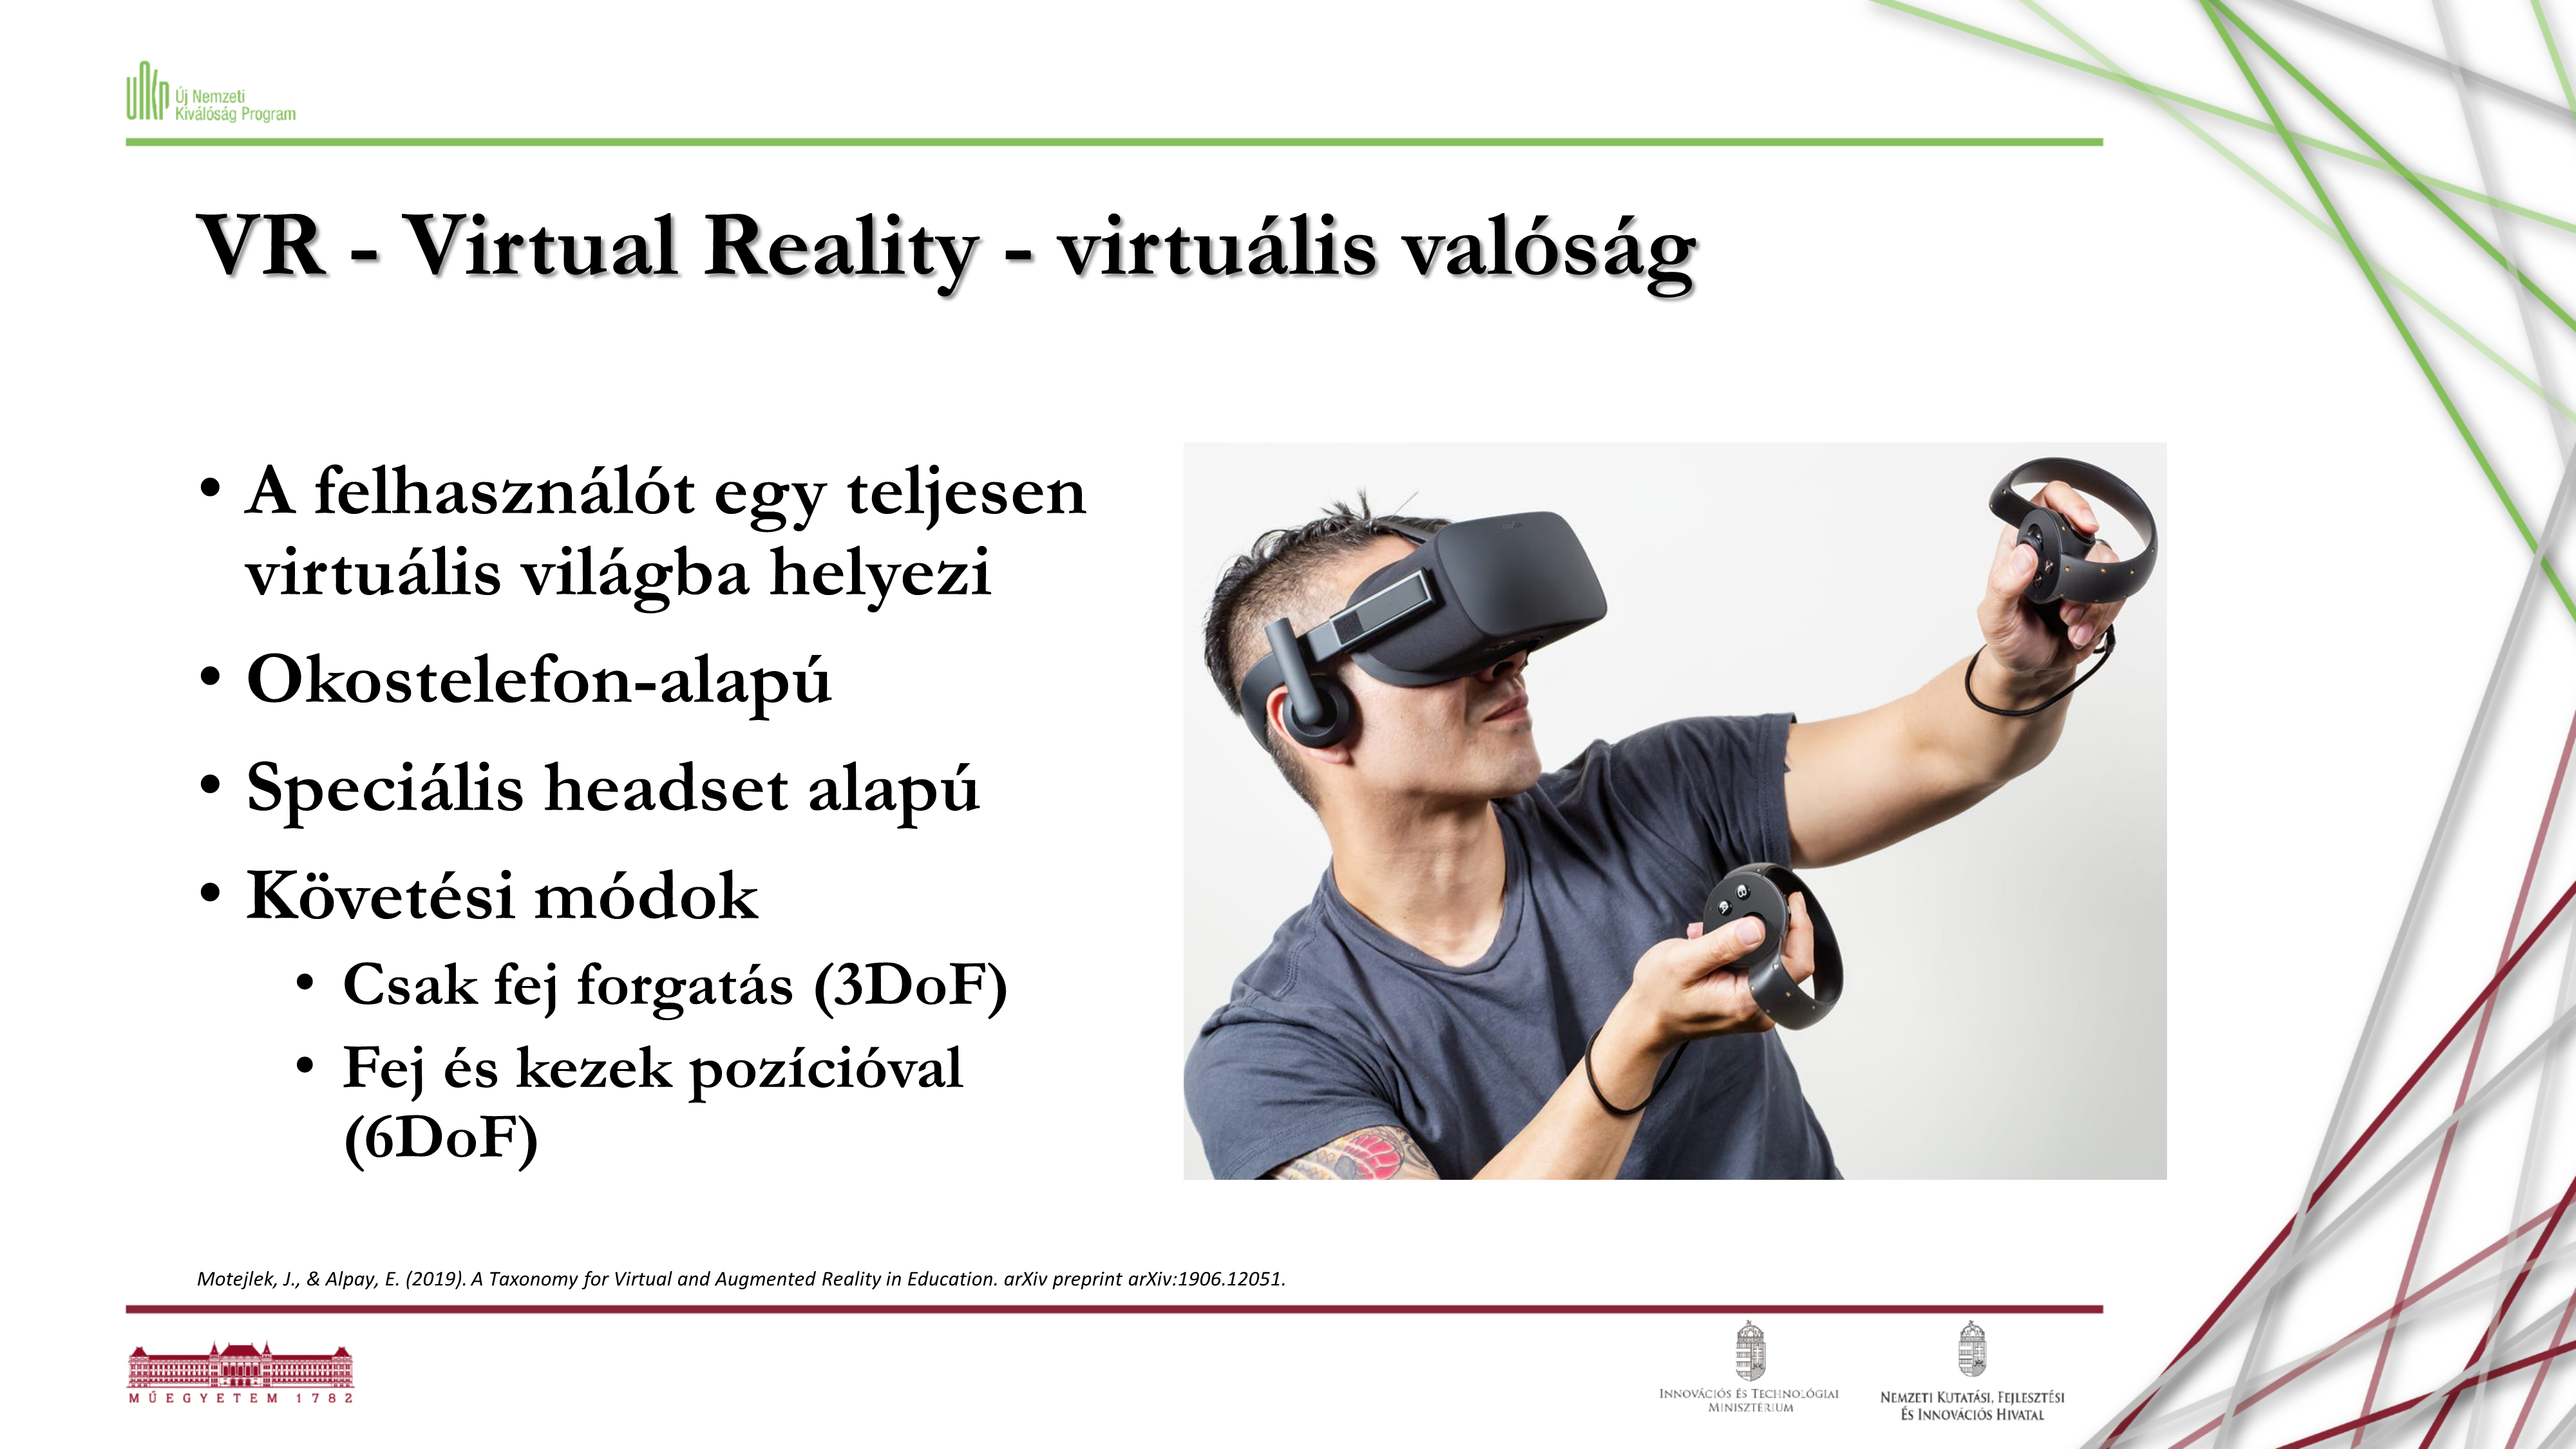 Új Nemzeti
Kiválóság Program
VR - Virtual Reality - virtuális valóság
• A felhasználót egy teljesen
virtuális világba helyezi
• Okostelefon-alapú
• Speciális headset alapú
• Követési módok
• Csak fej forgatás (3DoF)
• Fej és kezek pozícióval
(6DoF)
Motejlek, J., & Alpay, E. (2019). A Taxonomy for Virtual and Augmented Reality in Education. arXiv preprint arXiv:1906.12051.
MŰEGYETEM 1782
INNOVÁCIÓS ÉS TECHNOLÓGIAI
MINISZTÉRIUM
NEMZETI KUTATÁSI, FEJLESZTÉSI
ÉS INNOVÁCIÓS HIVATAL